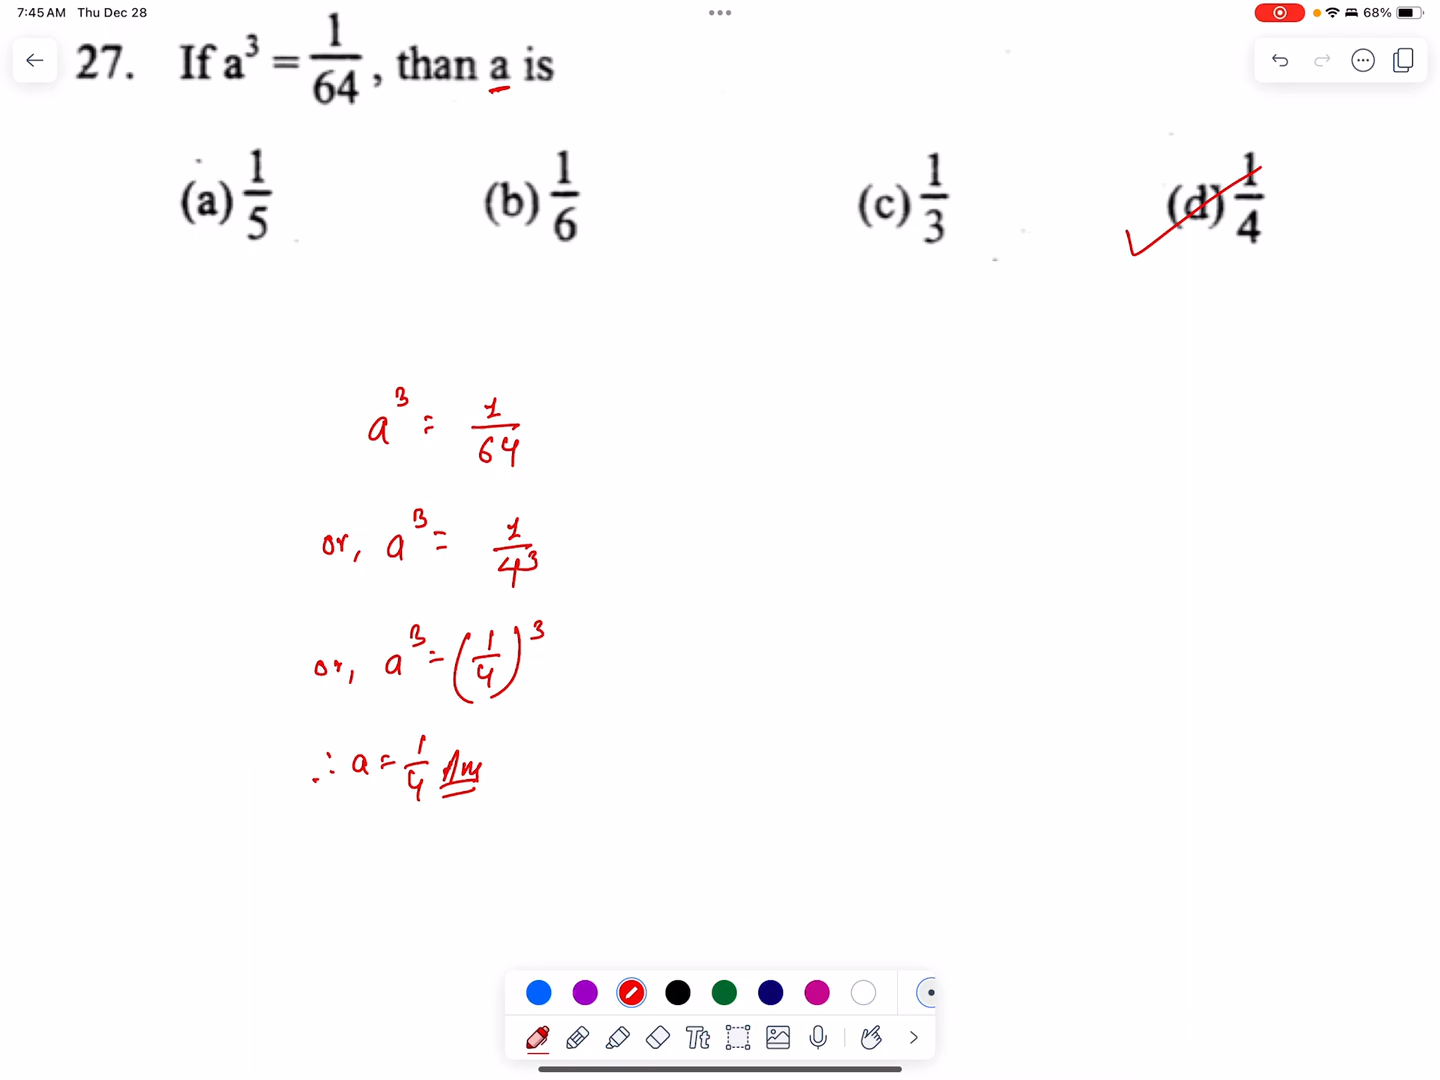 7:45 AM Thu Dec 28
68%
27. If a³ = 1/64, than a is
(a) 1/5 (b) 1/6 (c) 1/3 (d) 1/4
a³ = 1/64
or, a³ = 1/4³
or, a³ = (1/4)³
∴ a = 1/4 Ans
Tt